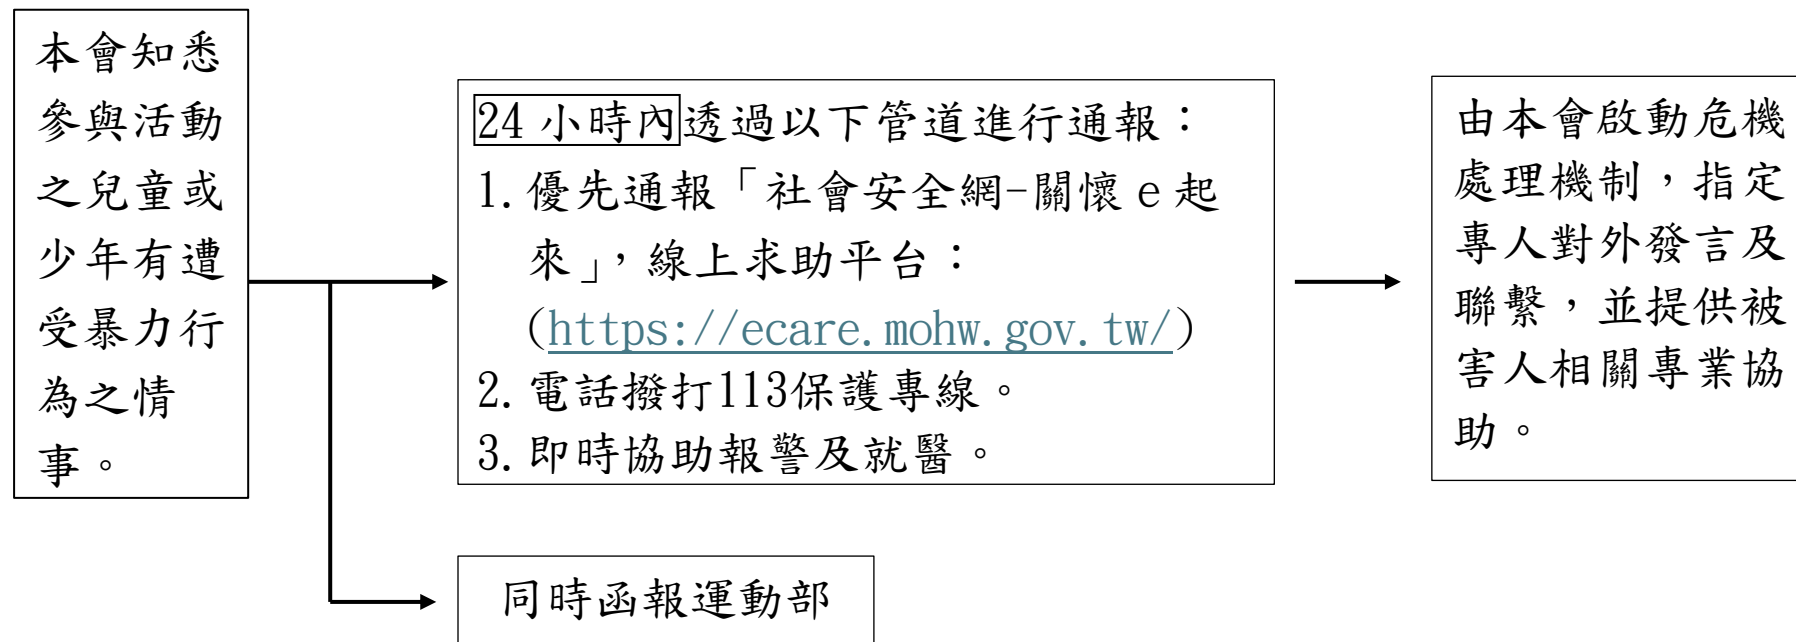 本會知悉
參與活動
之兒童或
少年有遭
受暴力行
為之情
事。
24 小時內透過以下管道進行通報：
1.優先通報「社會安全網-關懷 e 起
來」，線上求助平台：
(https://ecare.mohw.gov.tw/)
2.電話撥打113保護專線。
3.即時協助報警及就醫。
由本會啟動危機
處理機制，指定
專人對外發言及
聯繫，並提供被
害人相關專業協
助。
同時函報運動部